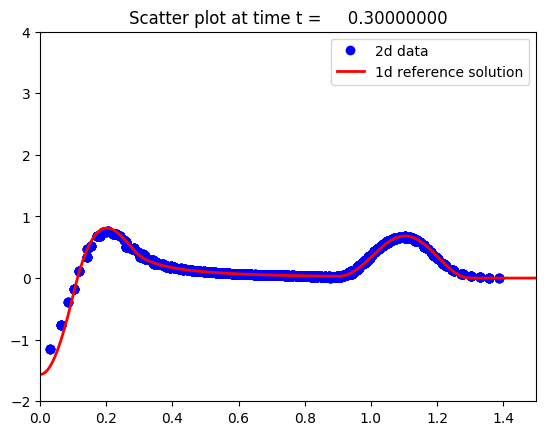 Scatter plot at time t =     0.30000000
2d data
1d reference solution
4
3
2
1
0
−1
−2
0.0 0.2 0.4 0.6 0.8 1.0 1.2 1.4